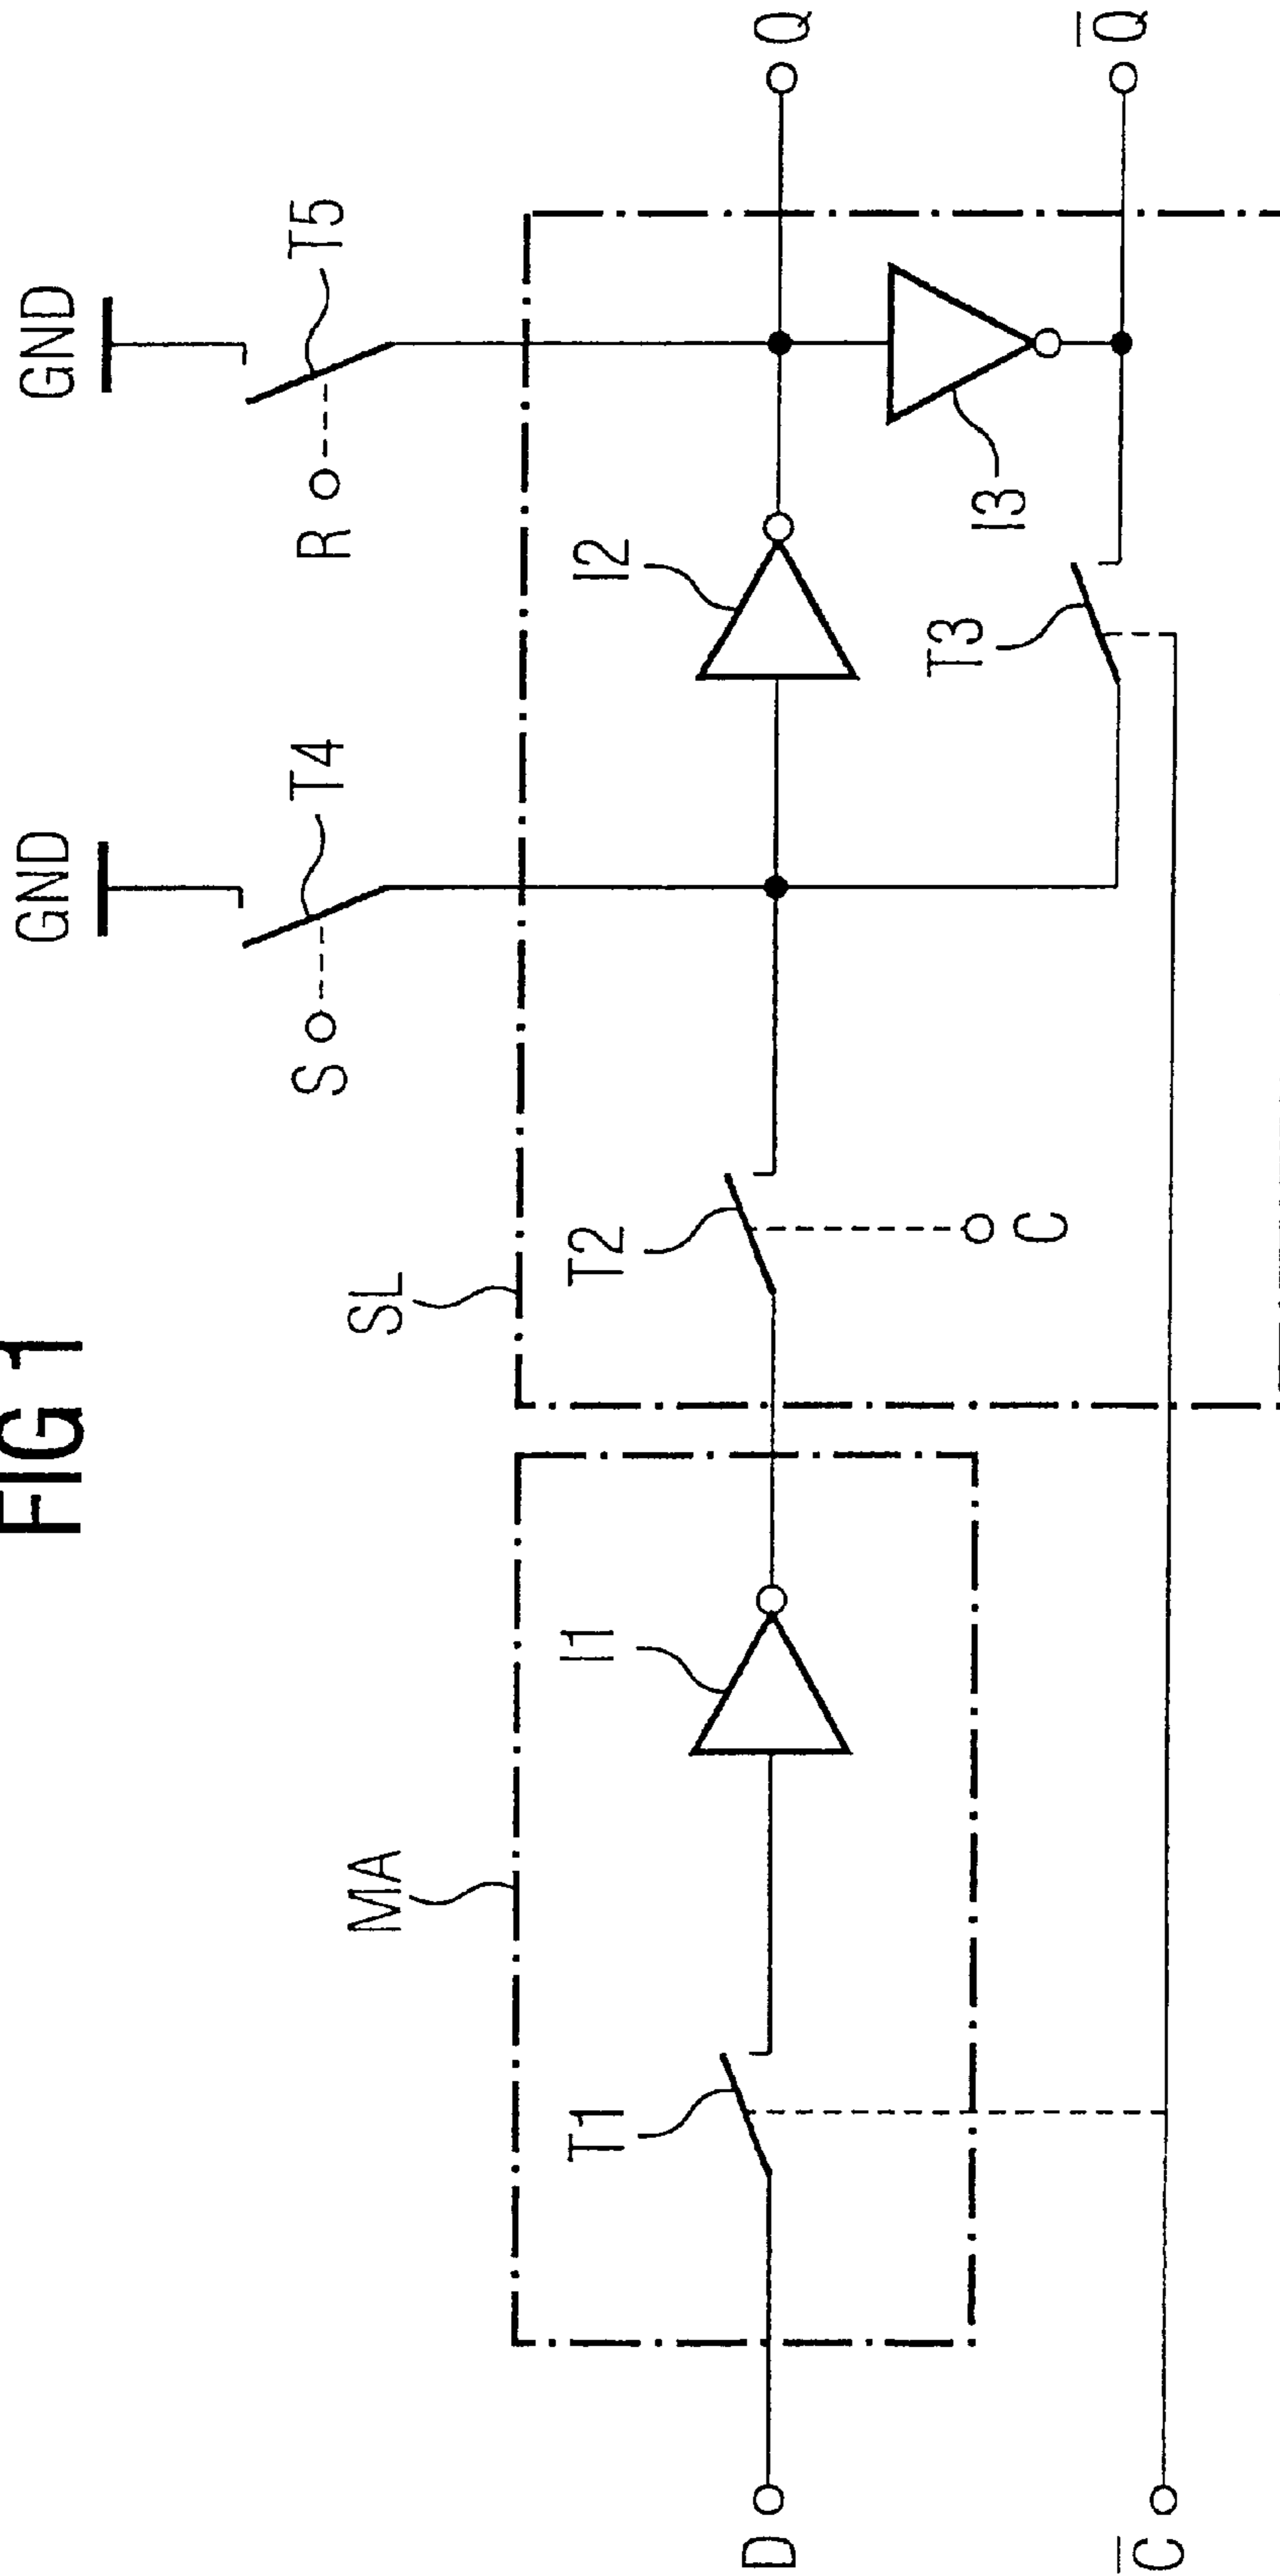 FIG 1
GND
GND
S
T4
R
T5
MA
SL
T1
I1
T2
I2
C
T3
I3
D
Q
C̅
Q̅